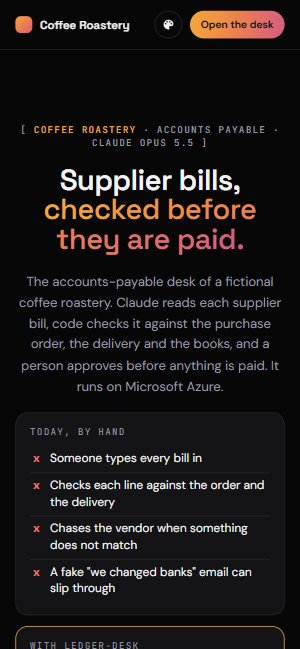 Coffee Roastery
Open the desk
[ COFFEE ROASTERY · ACCOUNTS PAYABLE ·
CLAUDE OPUS 5.5 ]
Supplier bills,
checked before
they are paid.
The accounts-payable desk of a fictional
coffee roastery. Claude reads each supplier
bill, code checks it against the purchase
order, the delivery and the books, and a
person approves before anything is paid. It
runs on Microsoft Azure.
TODAY, BY HAND
x Someone types every bill in
x Checks each line against the order and
the delivery
x Chases the vendor when something
does not match
x A fake "we changed banks" email can
slip through
WITH LEDGER-DESK